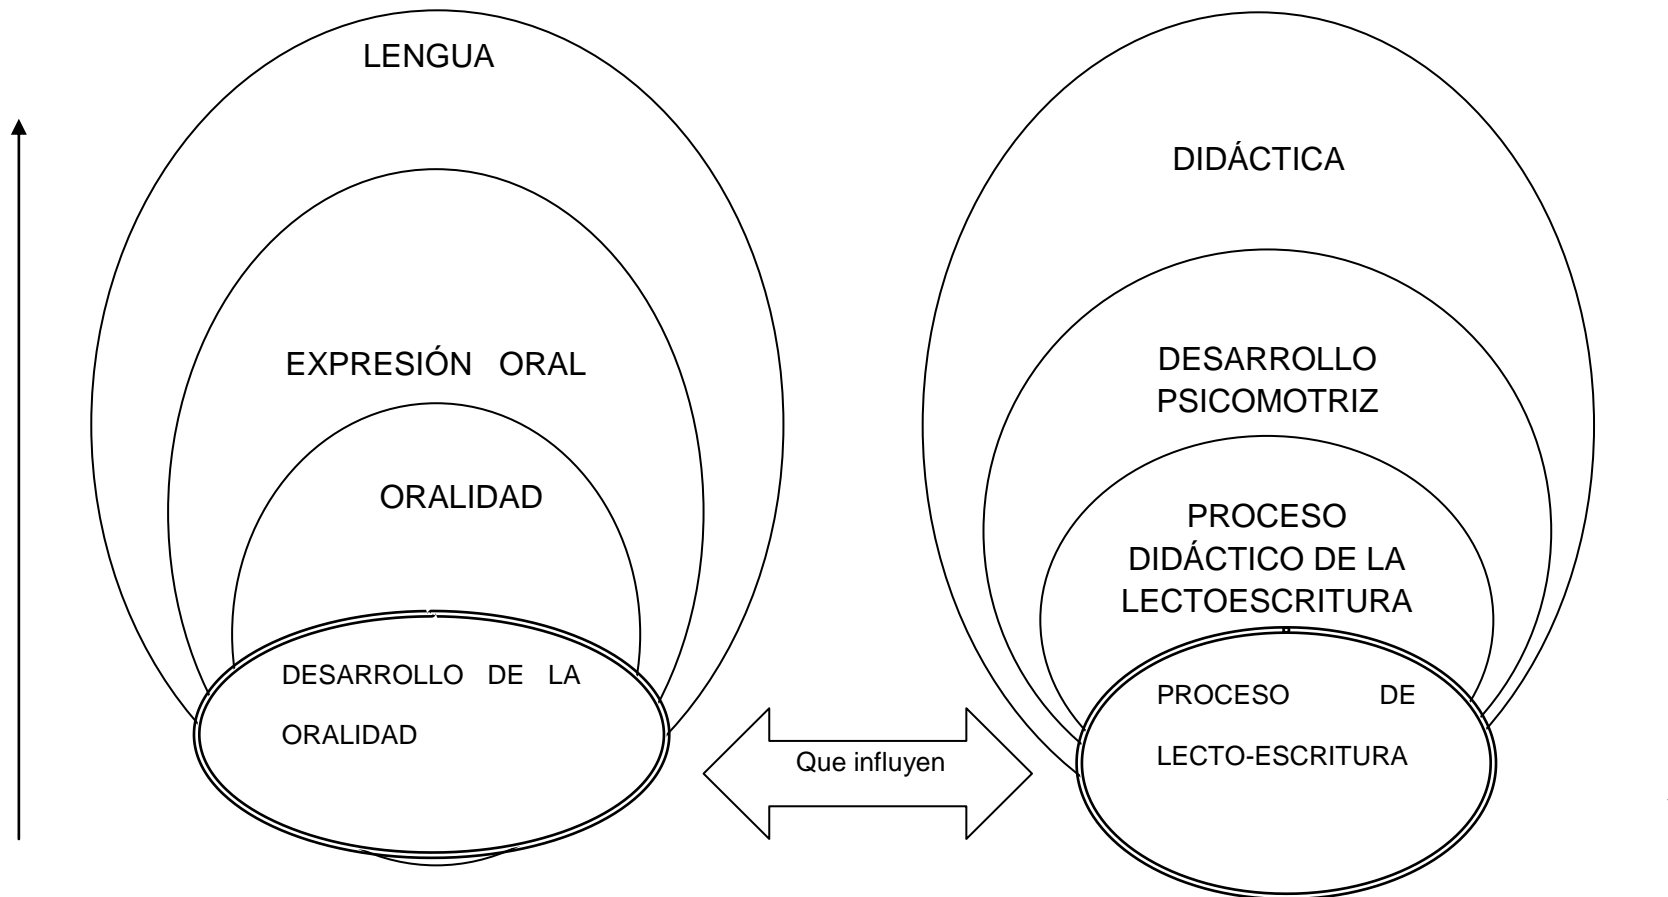 LENGUA
EXPRESIÓN ORAL
ORALIDAD
DESARROLLO DE LA
ORALIDAD
Que influyen
DIDÁCTICA
DESARROLLO
PSICOMOTRIZ
PROCESO
DIDÁCTICO DE LA
LECTOESCRITURA
PROCESO DE
LECTO-ESCRITURA